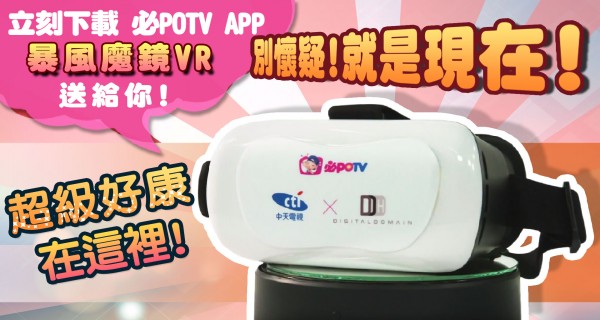 立刻下載 必POTV APP
暴風魔鏡VR
送給你!
別懷疑!就是現在!
超級好康
在這裡!
必POTV
cti
中天電視
×
DD
DIGITALDOMAIN